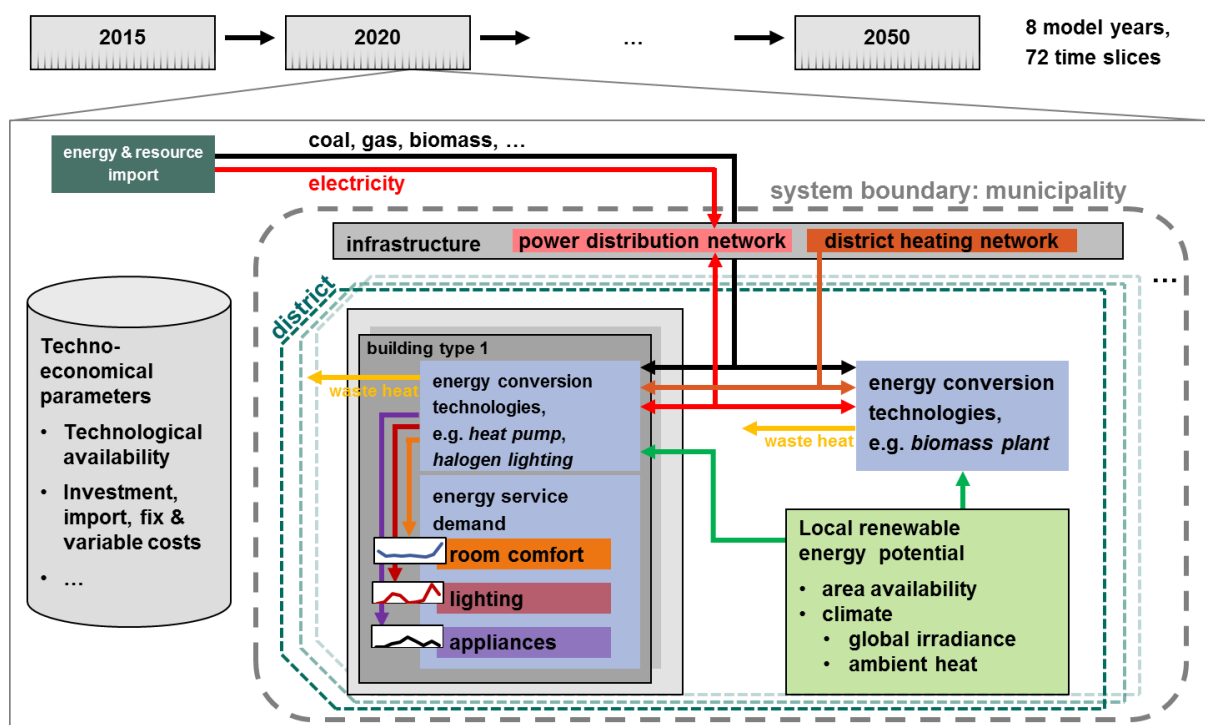 2015
2020
...
2050
8 model years,
72 time slices
energy & resource
import
coal, gas, biomass, ...
electricity
system boundary: municipality
infrastructure
power distribution network
district heating network
...
district
Techno-
economical
parameters
• Technological
availability
• Investment,
import, fix &
variable costs
• ...
building type 1
waste heat
energy conversion
technologies,
e.g. heat pump,
halogen lighting
energy service
demand
room comfort
lighting
appliances
energy conversion
technologies,
e.g. biomass plant
waste heat
Local renewable
energy potential
• area availability
• climate
• global irradiance
• ambient heat